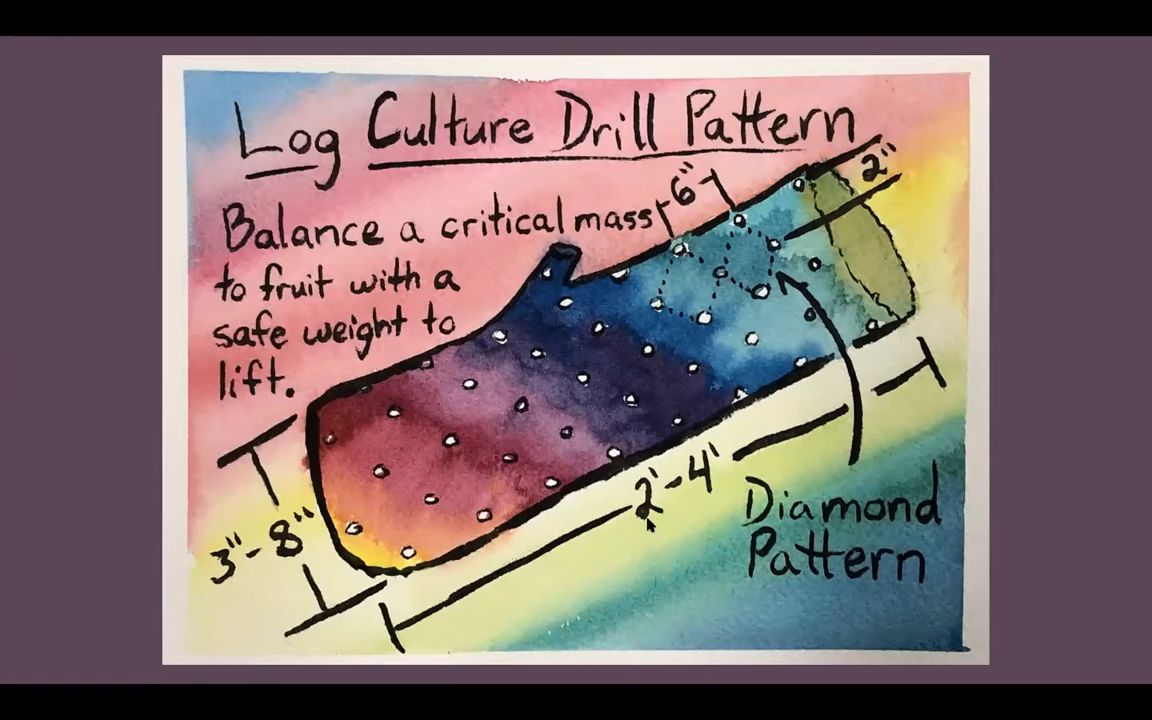 Log Culture Drill Pattern
Balance a critical mass
to fruit with a
safe weight to
lift.
6"
2"
3"-8"
2'-4'
Diamond
Pattern